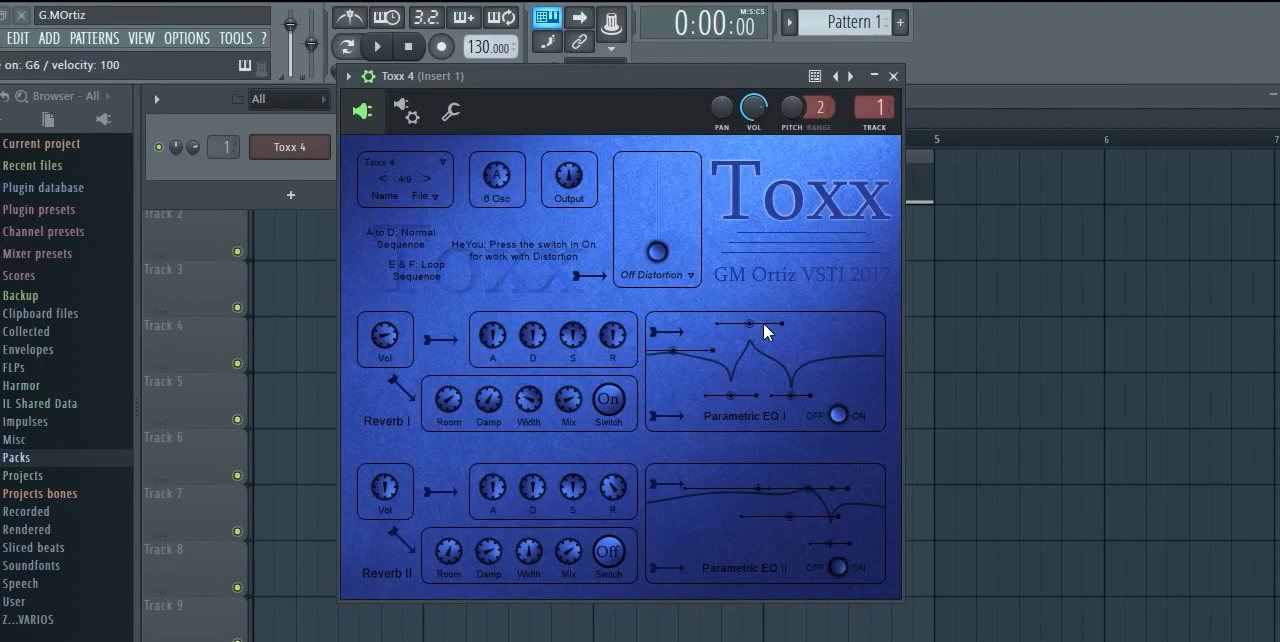 G.MOrtiz
EDIT ADD PATTERNS VIEW OPTIONS TOOLS ?
on: G6 / velocity: 100
3.2.
130.000
0:00:00
M:S:CS
Pattern 1
+
Browser - All
Current project
Recent files
Plugin database
Plugin presets
Channel presets
Mixer presets
Scores
Backup
Clipboard files
Collected
Envelopes
FLPs
Harmor
IL Shared Data
Impulses
Misc
Packs
Projects
Projects bones
Recorded
Rendered
Sliced beats
Soundfonts
Speech
User
Z...VARIOS
All
1
Toxx 4
+
Track 2
Track 3
Track 4
Track 5
Track 6
Track 7
Track 8
Track 9
5
6
7
Toxx 4 (Insert 1)
2
1
PAN VOL PITCH RANGE TRACK
Toxx 4
< 4/9 >
Name File
A
6 Osc
Output
A to D: Normal
Sequence
E & F: Loop
Sequence
HeYou: Press the switch in On
for work with Distortion
Off Distortion
Toxx
GM Ortiz VSTI 2017
Vol
A D S R
Reverb I
On
Room Damp Width Mix Switch
Parametric EQ I OFF ON
Vol
A D S R
Reverb II
Off
Room Damp Width Mix Switch
Parametric EQ II OFF ON